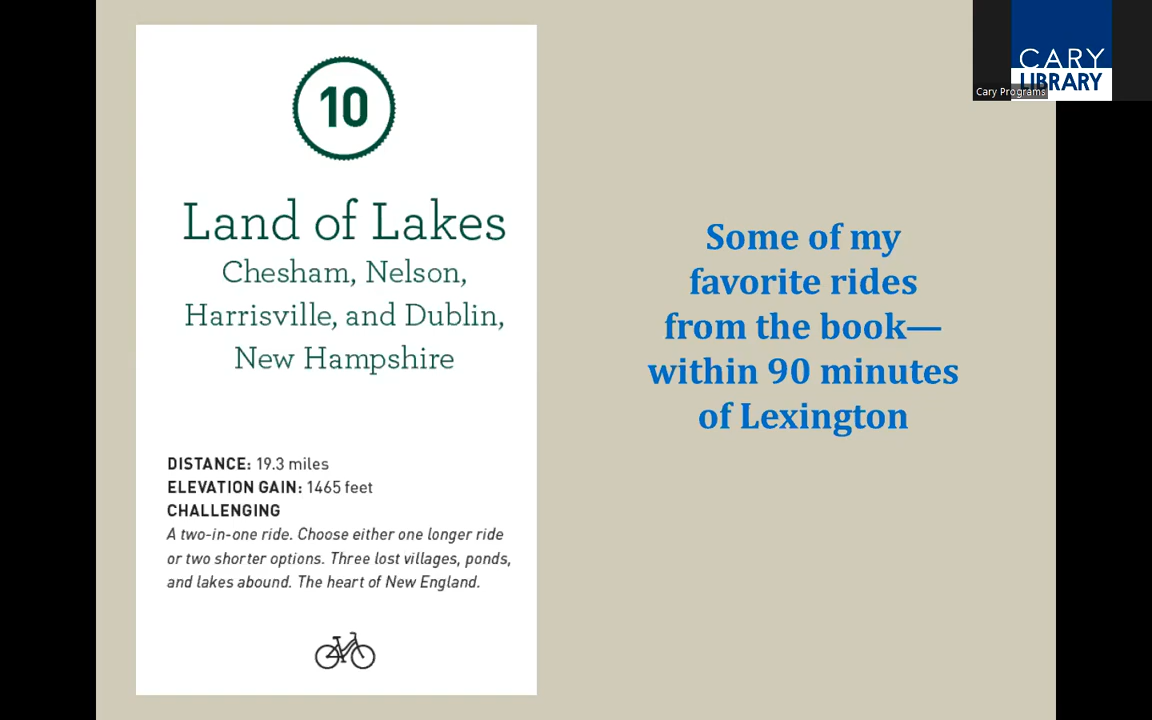 10
Land of Lakes
Chesham, Nelson,
Harrisville, and Dublin,
New Hampshire
DISTANCE: 19.3 miles
ELEVATION GAIN: 1465 feet
CHALLENGING
A two-in-one ride. Choose either one longer ride
or two shorter options. Three lost villages, ponds,
and lakes abound. The heart of New England.
Some of my
favorite rides
from the book—
within 90 minutes
of Lexington
CARY
LIBRARY
Cary Programs